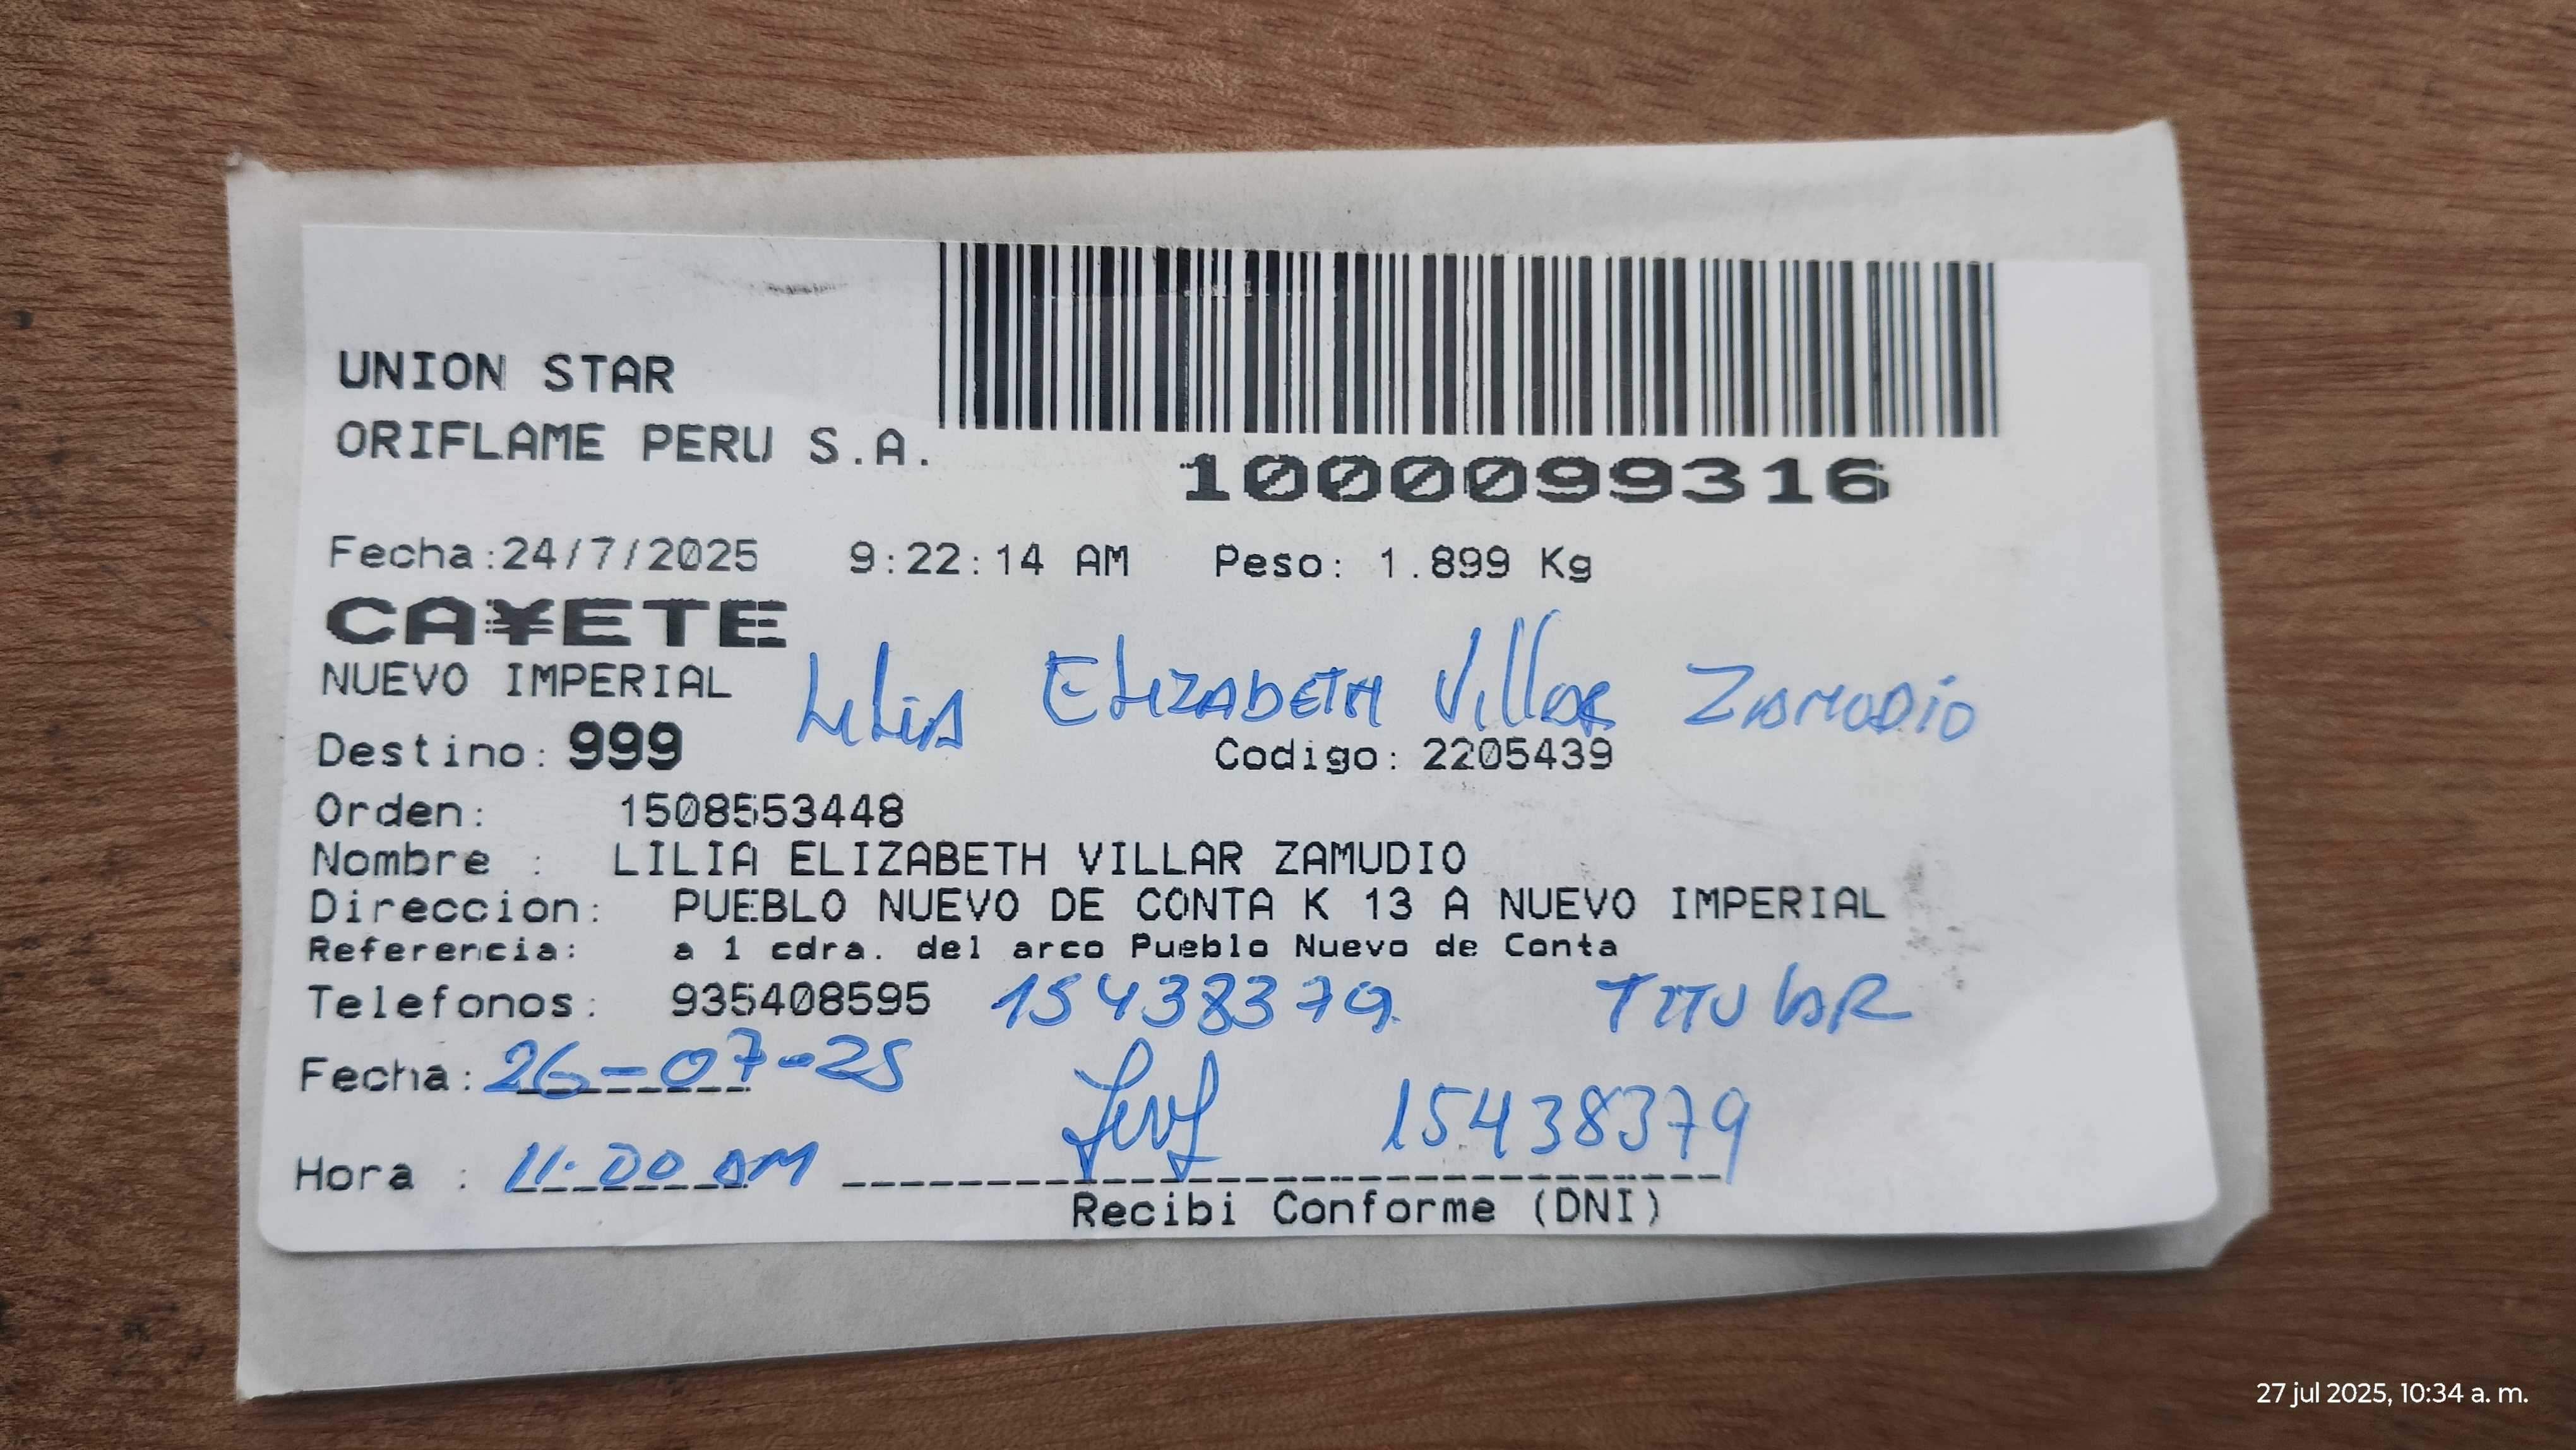 UNION STAR
ORIFLAME PERU S.A.
1000099316
Fecha:24/7/2025 9:22:14 AM Peso: 1.899 Kg
CA¥ETE
NUEVO IMPERIAL
LiLiA ELIZABETH Villar ZAMUDiO
Destino: 999 Codigo: 2205439
Orden: 1508553448
Nombre : LILIA ELIZABETH VILLAR ZAMUDIO
Direccion: PUEBLO NUEVO DE CONTA K 13 A NUEVO IMPERIAL
Referencia: a 1 cdra. del arco Pueblo Nuevo de Conta
Telefonos: 935408595 15438379 TITULAR
Fecha: 26-07-25
15438379
Hora : 11:00 AM
Recibi Conforme (DNI)
27 jul 2025, 10:34 a. m.